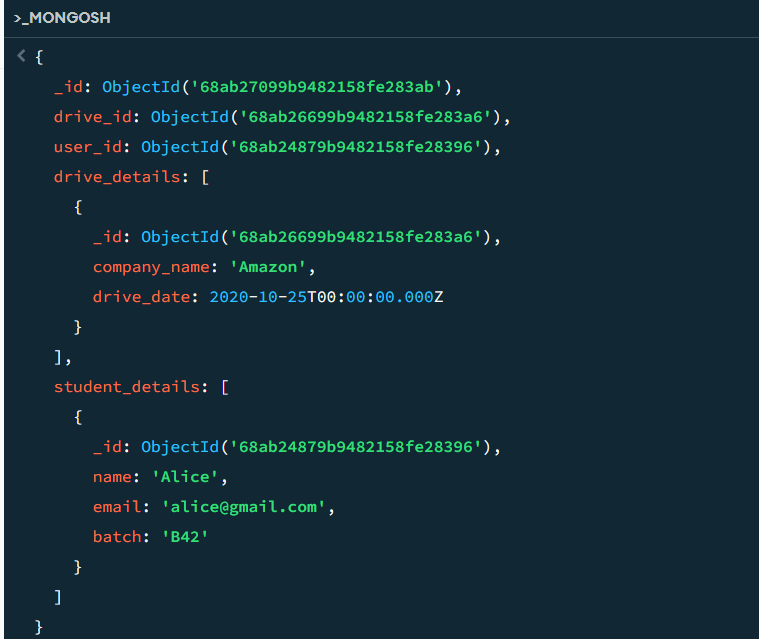 >_MONGOSH
< {
_id: ObjectId('68ab27099b9482158fe283ab'),
drive_id: ObjectId('68ab26699b9482158fe283a6'),
user_id: ObjectId('68ab24879b9482158fe28396'),
drive_details: [
{
_id: ObjectId('68ab26699b9482158fe283a6'),
company_name: 'Amazon',
drive_date: 2020-10-25T00:00:00.000Z
}
],
student_details: [
{
_id: ObjectId('68ab24879b9482158fe28396'),
name: 'Alice',
email: 'alice@gmail.com',
batch: 'B42'
}
]
}